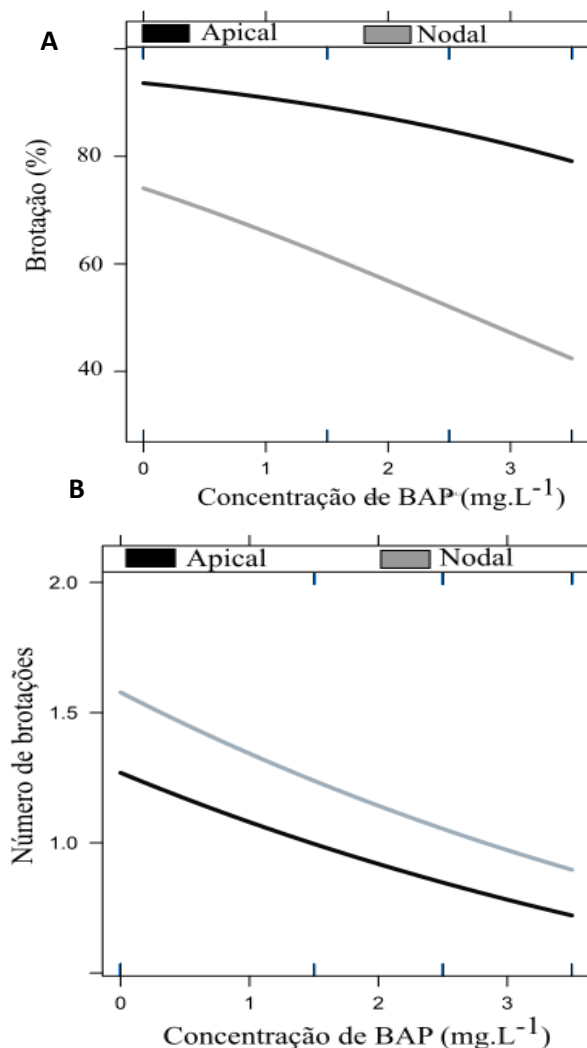 A
Apical Nodal
Brotação (%)
80
60
40
0 1 2 3
Concentração de BAP (mg.L-1)
B
Apical Nodal
Número de brotações
2.0
1.5
1.0
0 1 2 3
Concentração de BAP (mg.L-1)